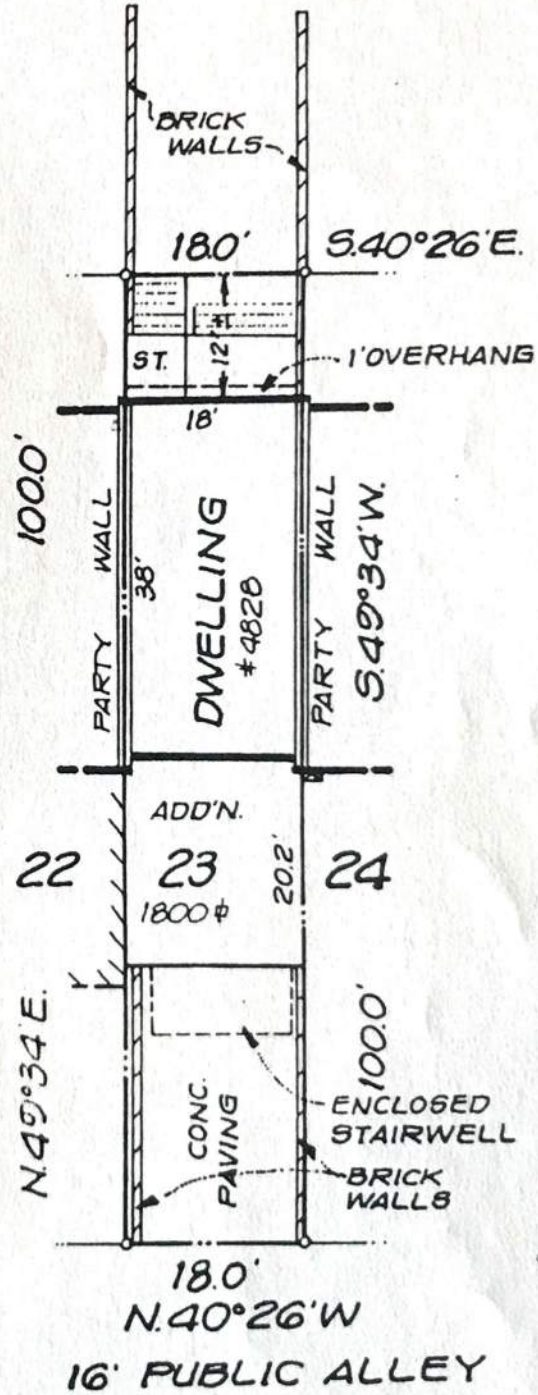 BRICK
WALLS
18.0'
S.40°26'E.
12'±
ST.
1'OVERHANG
18'
100.0'
PARTY WALL
38'
DWELLING
#4828
PARTY WALL
S.49°34'W.
ADD'N.
22
23
24
1800 ⌽
20.2'
N.49°34'E.
100.0'
CONC.
PAVING
ENCLOSED
STAIRWELL
BRICK
WALLS
18.0'
N.40°26'W
16' PUBLIC ALLEY